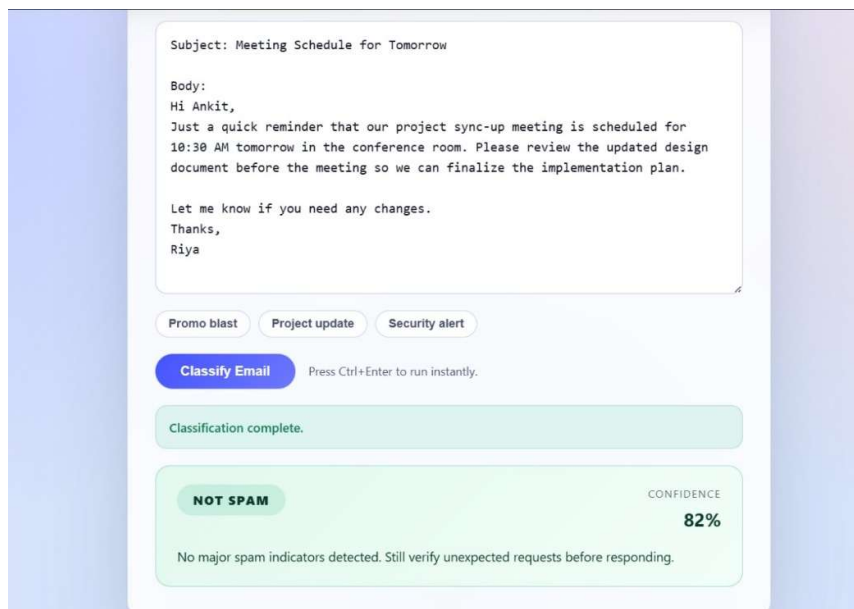 Subject: Meeting Schedule for Tomorrow
Body:
Hi Ankit,
Just a quick reminder that our project sync-up meeting is scheduled for
10:30 AM tomorrow in the conference room. Please review the updated design
document before the meeting so we can finalize the implementation plan.
Let me know if you need any changes.
Thanks,
Riya
Promo blast Project update Security alert
Classify Email Press Ctrl+Enter to run instantly.
Classification complete.
NOT SPAM CONFIDENCE
82%
No major spam indicators detected. Still verify unexpected requests before responding.